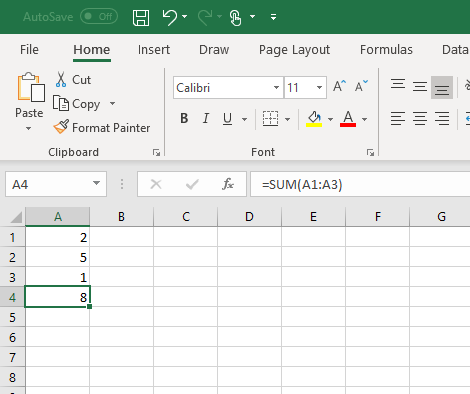 AutoSave Off
File Home Insert Draw Page Layout Formulas Data
Cut
Copy
Paste
Format Painter
Clipboard
Calibri 11 A A
B I U A
Font
A4 fx =SUM(A1:A3)
A B C D E F G
1 2
2 5
3 1
4 8
5
6
7
8